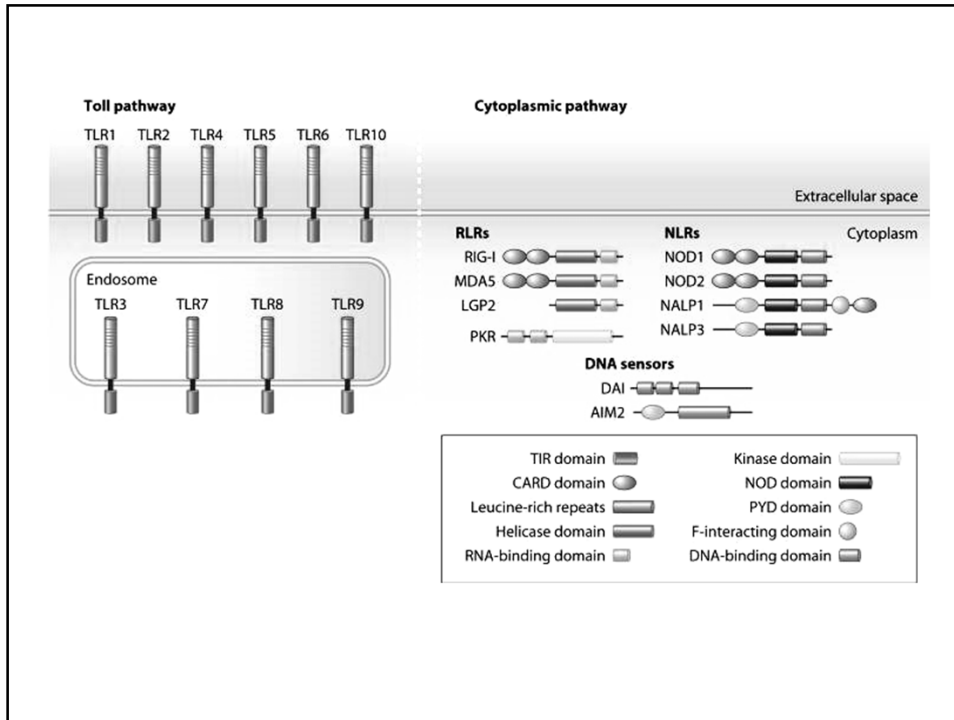 Toll pathway
TLR1 TLR2 TLR4 TLR5 TLR6 TLR10
Endosome
TLR3 TLR7 TLR8 TLR9
Cytoplasmic pathway
Extracellular space
Cytoplasm
RLRs
RIG-I
MDA5
LGP2
PKR
NLRs
NOD1
NOD2
NALP1
NALP3
DNA sensors
DAI
AIM2
TIR domain
CARD domain
Leucine-rich repeats
Helicase domain
RNA-binding domain
Kinase domain
NOD domain
PYD domain
F-interacting domain
DNA-binding domain